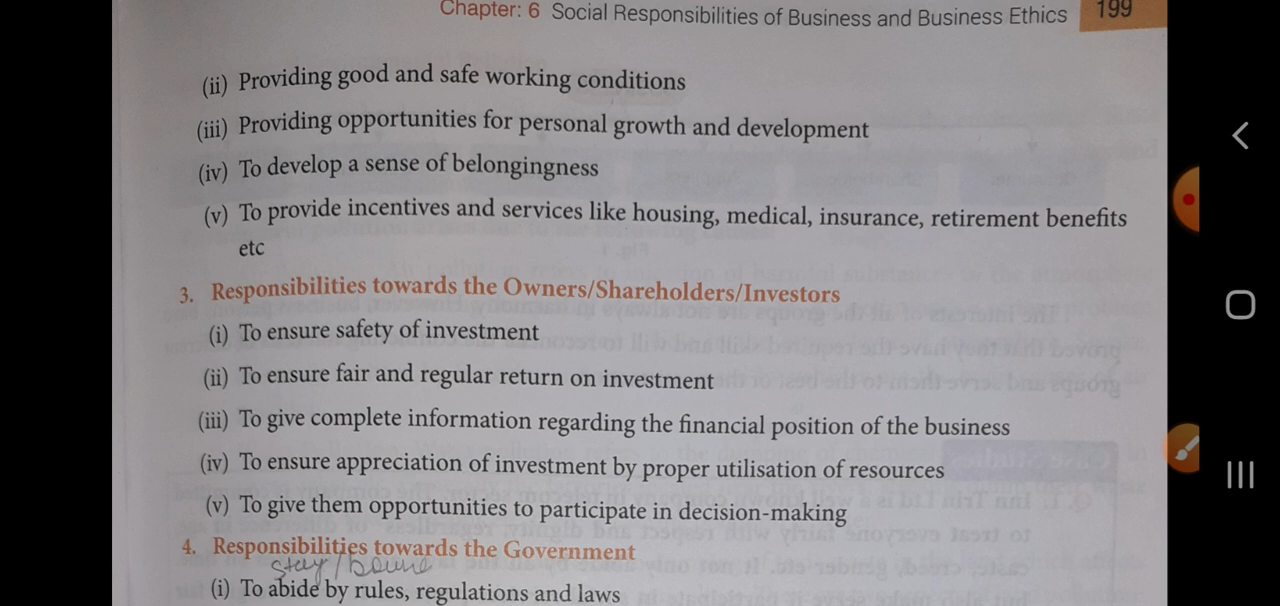 Chapter: 6 Social Responsibilities of Business and Business Ethics 199
(ii) Providing good and safe working conditions
(iii) Providing opportunities for personal growth and development
(iv) To develop a sense of belongingness
(v) To provide incentives and services like housing, medical, insurance, retirement benefits
etc
3. Responsibilities towards the Owners/Shareholders/Investors
(i) To ensure safety of investment
(ii) To ensure fair and regular return on investment
(iii) To give complete information regarding the financial position of the business
(iv) To ensure appreciation of investment by proper utilisation of resources
(v) To give them opportunities to participate in decision-making
4. Responsibilities towards the Government
stay /
(i) To abide by rules, regulations and laws